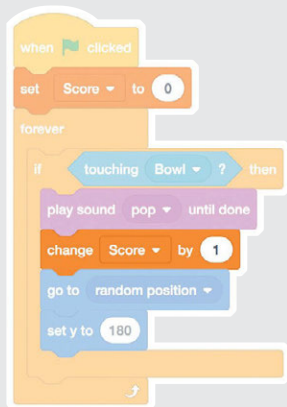 when clicked
set Score to 0
forever
if touching Bowl ? then
play sound pop until done
change Score by 1
go to random position
set y to 180